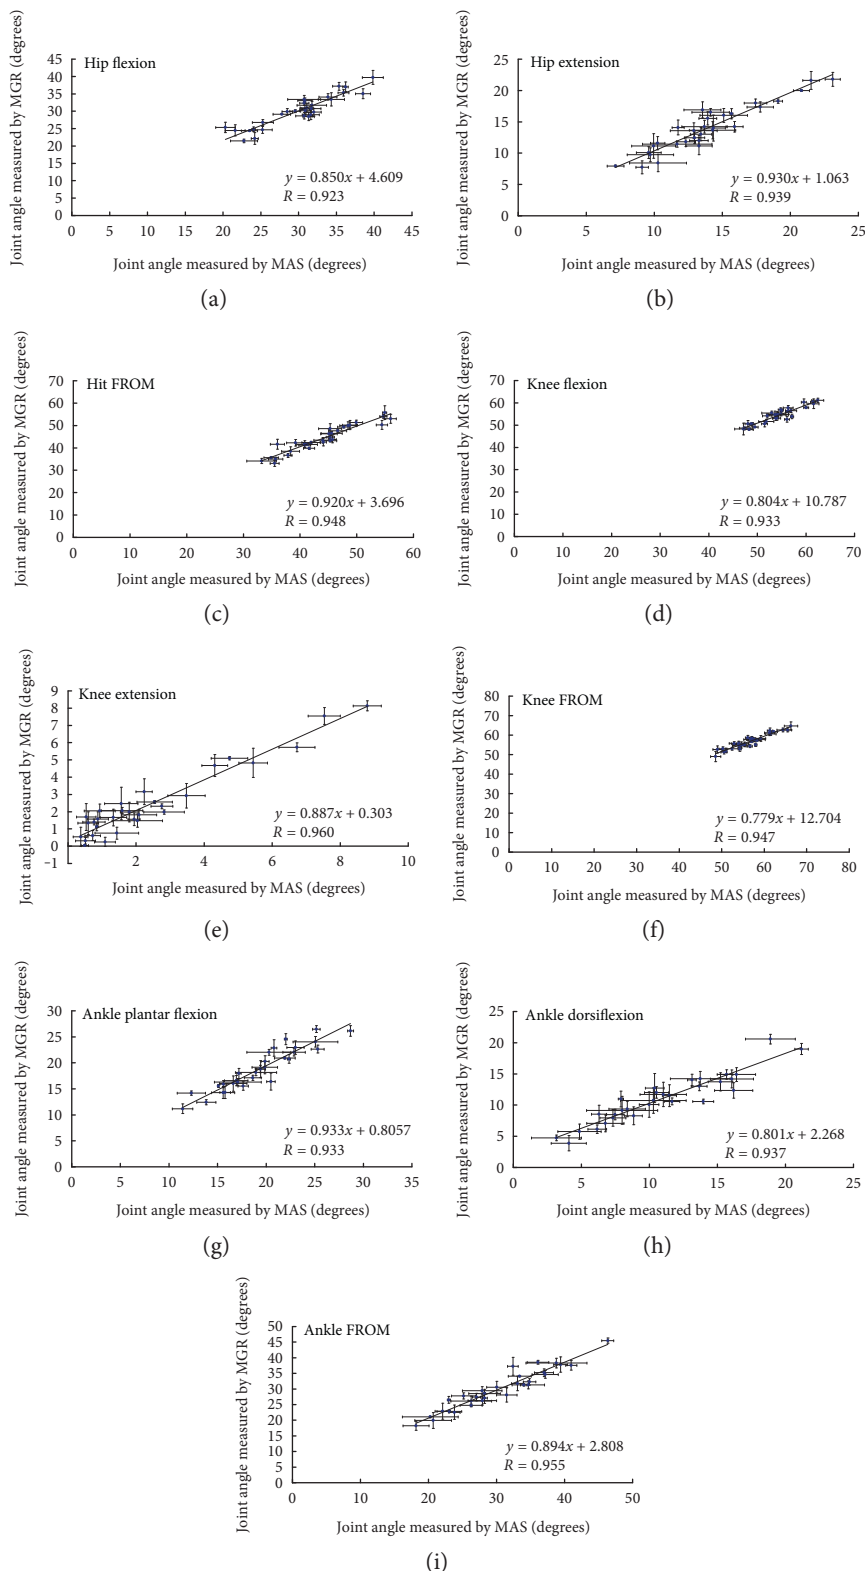 Joint angle measured by MGR (degrees)
45
40
35
30
25
20
15
10
5
0
Hip flexion
y = 0.850x + 4.609
R = 0.923
0 5 10 15 20 25 30 35 40 45
Joint angle measured by MAS (degrees)
(a)
Joint angle measured by MGR (degrees)
25
20
15
10
5
0
Hip extension
y = 0.930x + 1.063
R = 0.939
0 5 10 15 20 25
Joint angle measured by MAS (degrees)
(b)
Joint angle measured by MGR (degrees)
70
60
50
40
30
20
10
0
Hit FROM
y = 0.920x + 3.696
R = 0.948
0 10 20 30 40 50 60
Joint angle measured by MAS (degrees)
(c)
Joint angle measured by MGR (degrees)
70
60
50
40
30
20
10
0
Knee flexion
y = 0.804x + 10.787
R = 0.933
0 10 20 30 40 50 60 70
Joint angle measured by MAS (degrees)
(d)
Joint angle measured by MGR (degrees)
9
8
7
6
5
4
3
2
1
0
−1
Knee extension
y = 0.887x + 0.303
R = 0.960
2 4 6 8 10
Joint angle measured by MAS (degrees)
(e)
Joint angle measured by MGR (degrees)
80
70
60
50
40
30
20
10
0
Knee FROM
y = 0.779x + 12.704
R = 0.947
0 10 20 30 40 50 60 70 80
Joint angle measured by MAS (degrees)
(f)
Joint angle measured by MGR (degrees)
30
25
20
15
10
5
0
Ankle plantar flexion
y = 0.933x + 0.8057
R = 0.933
0 5 10 15 20 25 30 35
Joint angle measured by MAS (degrees)
(g)
Joint angle measured by MGR (degrees)
25
20
15
10
5
0
Ankle dorsiflexion
y = 0.801x + 2.268
R = 0.937
0 5 10 15 20 25
Joint angle measured by MAS (degrees)
(h)
Joint angle measured by MGR (degrees)
50
45
40
35
30
25
20
15
10
5
0
Ankle FROM
y = 0.894x + 2.808
R = 0.955
0 10 20 30 40 50
Joint angle measured by MAS (degrees)
(i)